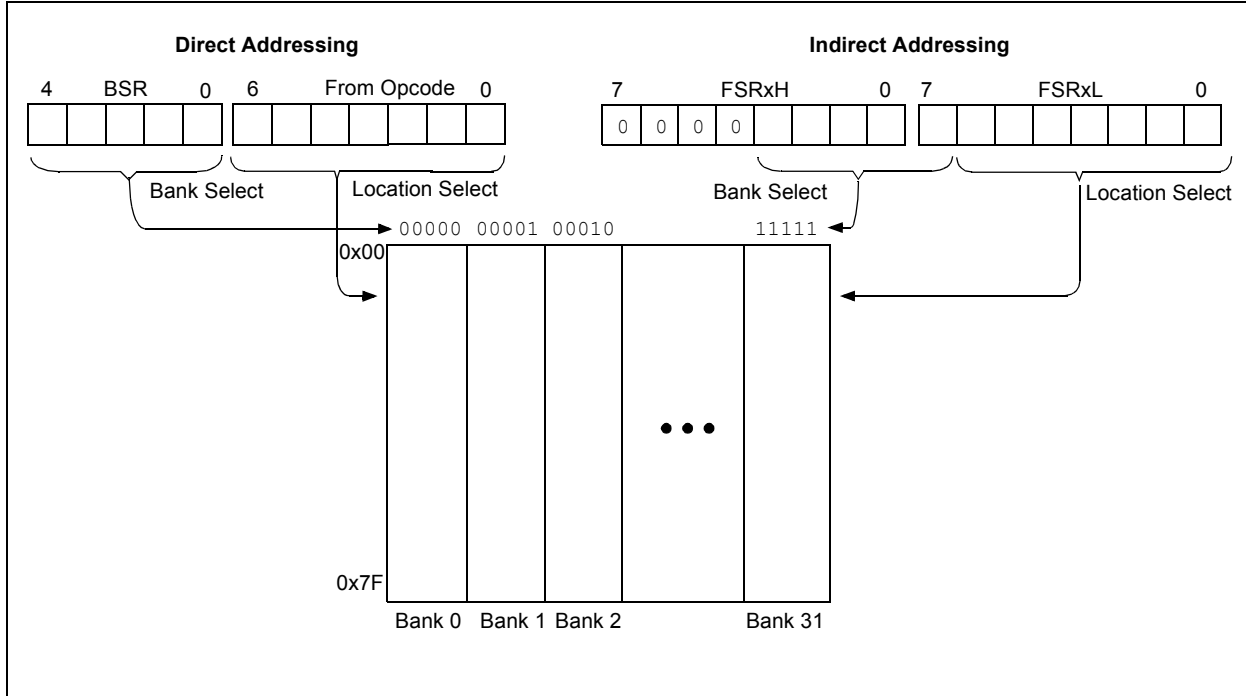 Direct Addressing Indirect Addressing
4 BSR 0 6 From Opcode 0 7 FSRxH 0 7 FSRxL 0
0 0 0 0
Bank Select Location Select Bank Select Location Select
00000 00001 00010 11111
0x00
0x7F
Bank 0 Bank 1 Bank 2 Bank 31